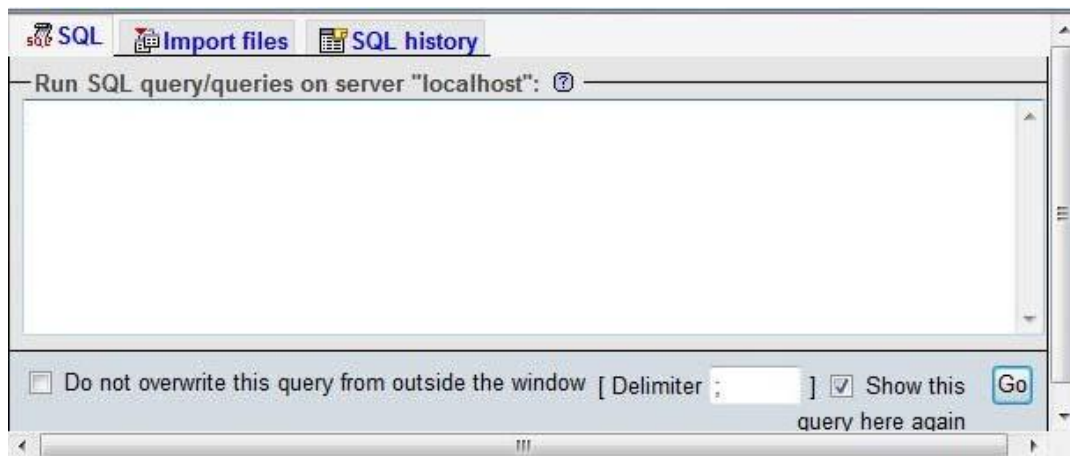 SQL Import files SQL history
Run SQL query/queries on server "localhost":
Do not overwrite this query from outside the window [ Delimiter ; ] Show this Go
query here again